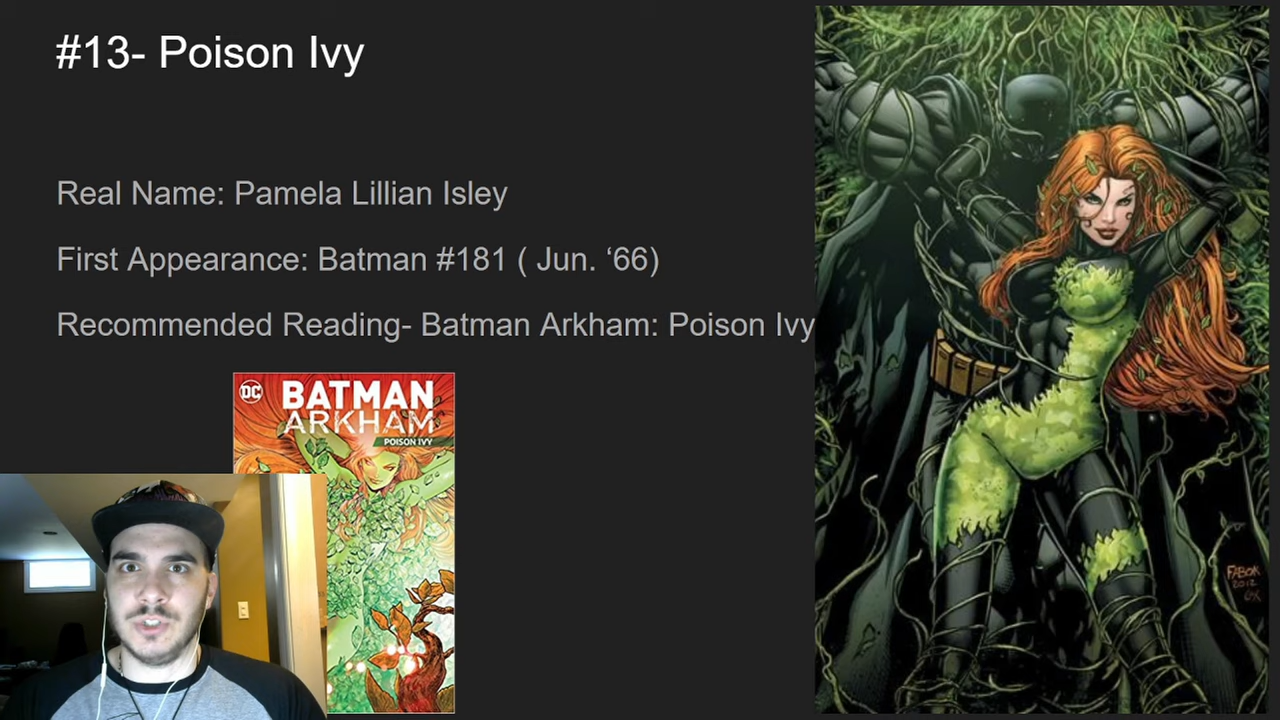 #13- Poison Ivy
Real Name: Pamela Lillian Isley
First Appearance: Batman #181 ( Jun. ‘66)
Recommended Reading- Batman Arkham: Poison Ivy
DC
BATMAN
ARKHAM
POISON IVY
FABOK
2012